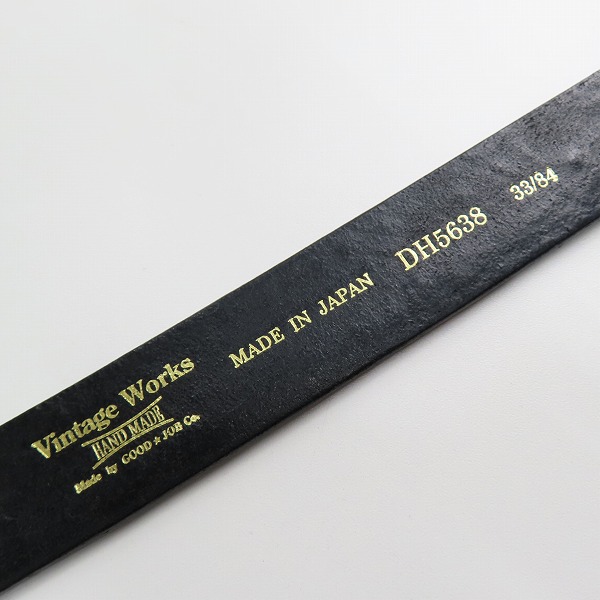 Vintage Works
HAND MADE
Made by GOOD★JOB Co.
MADE IN JAPAN
DH5638
33/84